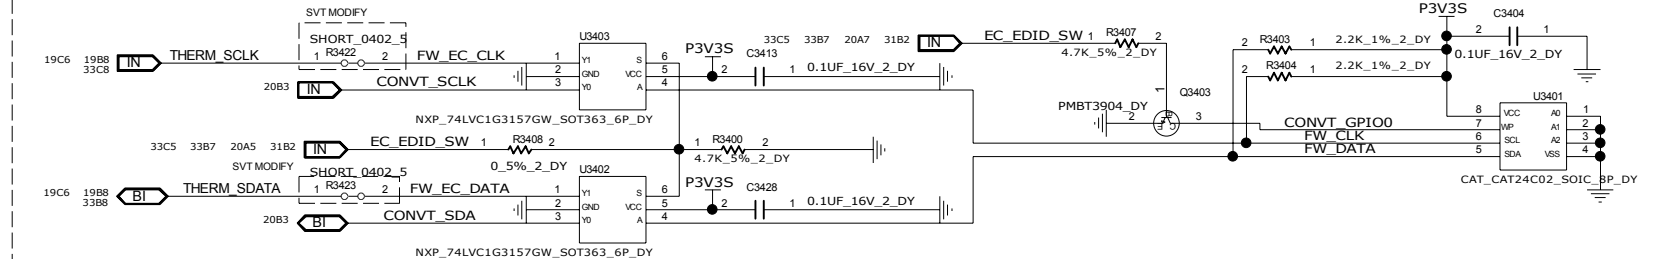 SVT MODIFY
SHORT_0402_5
19C6 19B8 33C8 IN THERM_SCLK 1 R3422 2 FW_EC_CLK
20B3 IN CONVT_SCLK
U3403
1 Y1 S 6
2 GND VCC 5
3 Y0 A 4
NXP_74LVC1G3157GW_SOT363_6P_DY
P3V3S
C3413
2 1 0.1UF_16V_2_DY
33C5 33B7 20A7 31B2 IN EC_EDID_SW 1 R3407 2
4.7K_5%_2_DY
PMBT3904_DY
Q3403
1
2 E B C 3
CONVT_GPIO0
FW_CLK
FW_DATA
P3V3S
C3404
2 1
0.1UF_16V_2_DY
2 R3403 1 2.2K_1%_2_DY
2 R3404 1 2.2K_1%_2_DY
U3401
8 VCC A0 1
7 WP A1 2
6 SCL A2 3
5 SDA VSS 4
CAT_CAT24C02_SOIC_8P_DY
33C5 33B7 20A5 31B2 IN EC_EDID_SW 1 R3408 2
0_5%_2_DY
1 R3400 2
4.7K_5%_2_DY
SVT MODIFY
SHORT_0402_5
19C6 19B8 33B8 BI THERM_SDATA 1 R3423 2 FW_EC_DATA
20B3 BI CONVT_SDA
U3402
1 Y1 S 6
2 GND VCC 5
3 Y0 A 4
NXP_74LVC1G3157GW_SOT363_6P_DY
P3V3S
C3428
2 1 0.1UF_16V_2_DY